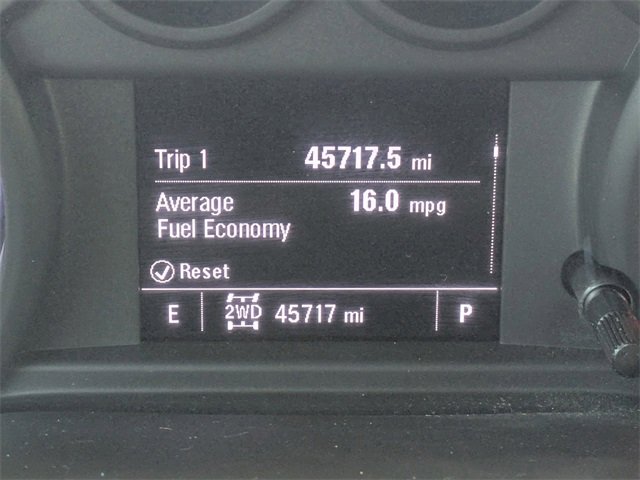 Trip 1 45717.5 mi
Average 16.0 mpg
Fuel Economy
Reset
E 2WD 45717 mi P